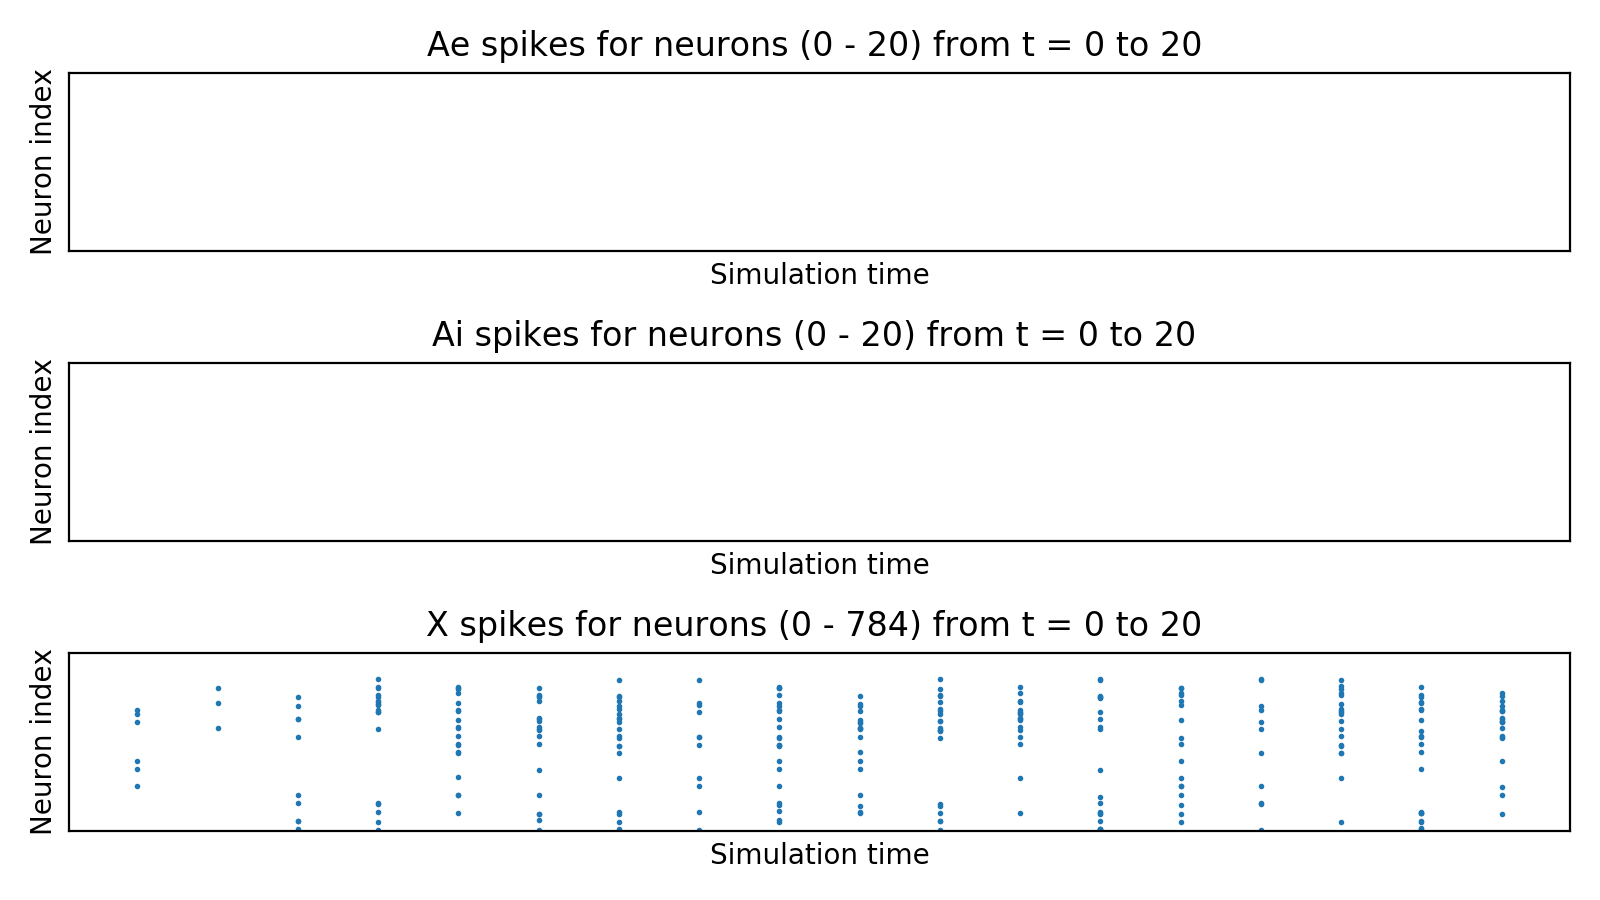 Ae spikes for neurons (0 - 20) from t = 0 to 20
Neuron index
Simulation time
Ai spikes for neurons (0 - 20) from t = 0 to 20
Neuron index
Simulation time
X spikes for neurons (0 - 784) from t = 0 to 20
Neuron index
Simulation time